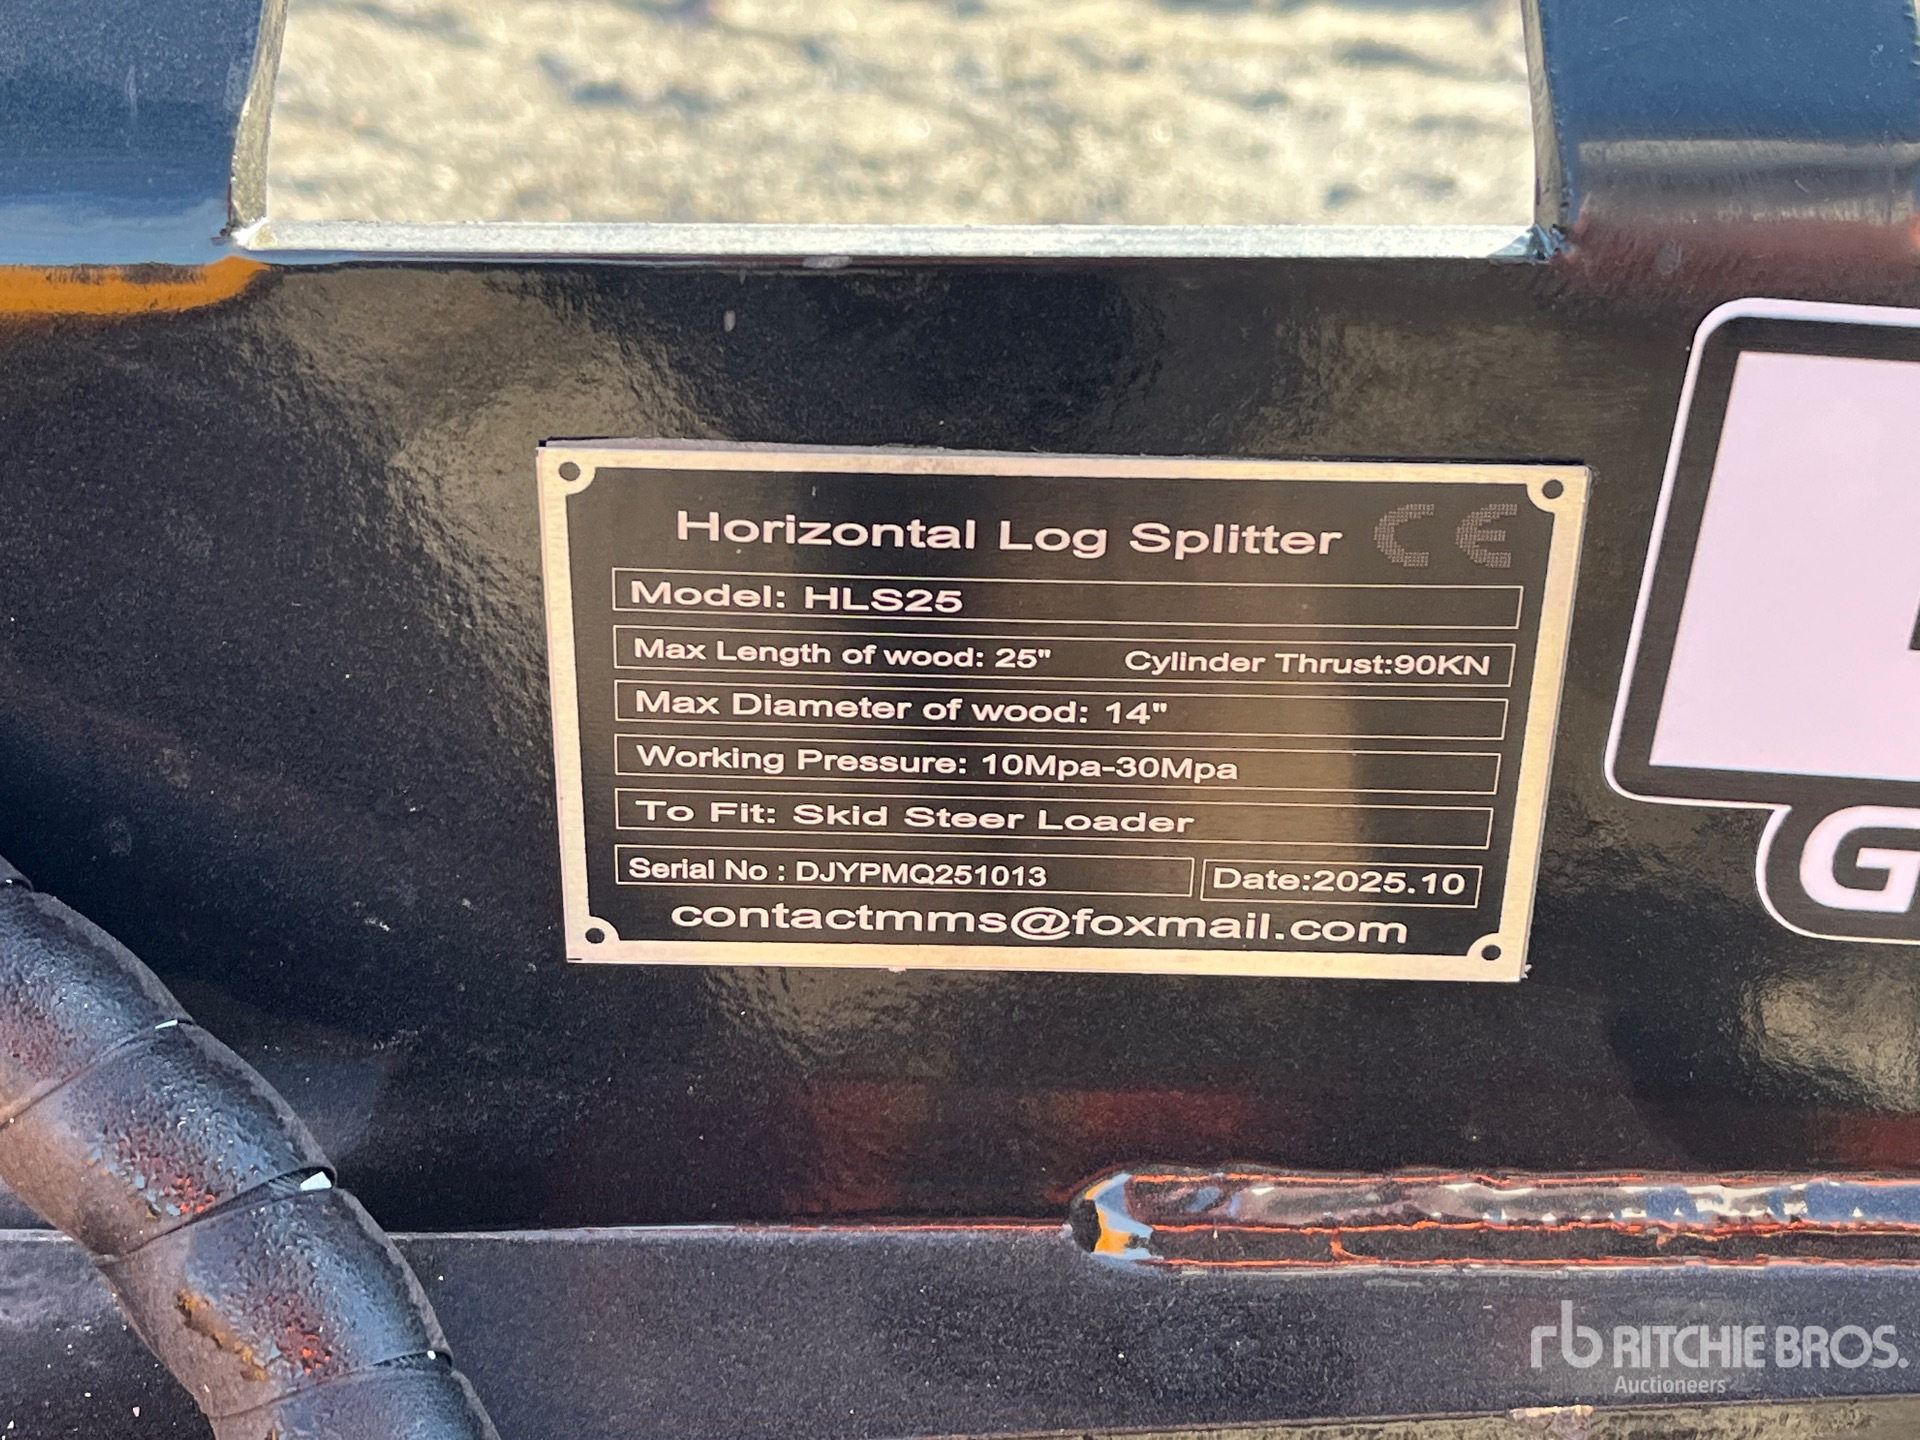 Horizontal Log Splitter CE
Model: HLS25
Max Length of wood: 25" Cylinder Thrust:90KN
Max Diameter of wood: 14"
Working Pressure: 10Mpa-30Mpa
To Fit: Skid Steer Loader
Serial No : DJYPMQ251013 Date:2025.10
contactmms@foxmail.com
G
rb RITCHIE BROS.
Auctioneers